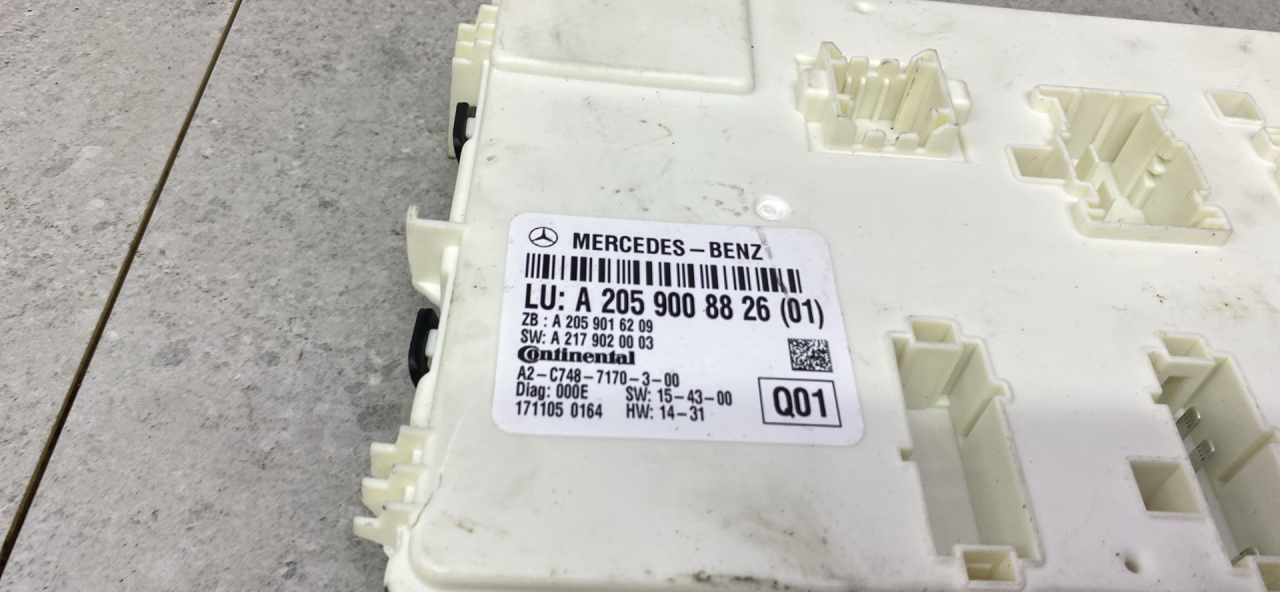 MERCEDES-BENZ
LU: A 205 900 88 26 (01)
ZB : A 205 901 62 09
SW: A 217 902 00 03
Continental
A2-C748-7170-3-00
Diag: 000E SW: 15-43-00
171105 0164 HW: 14-31
Q01